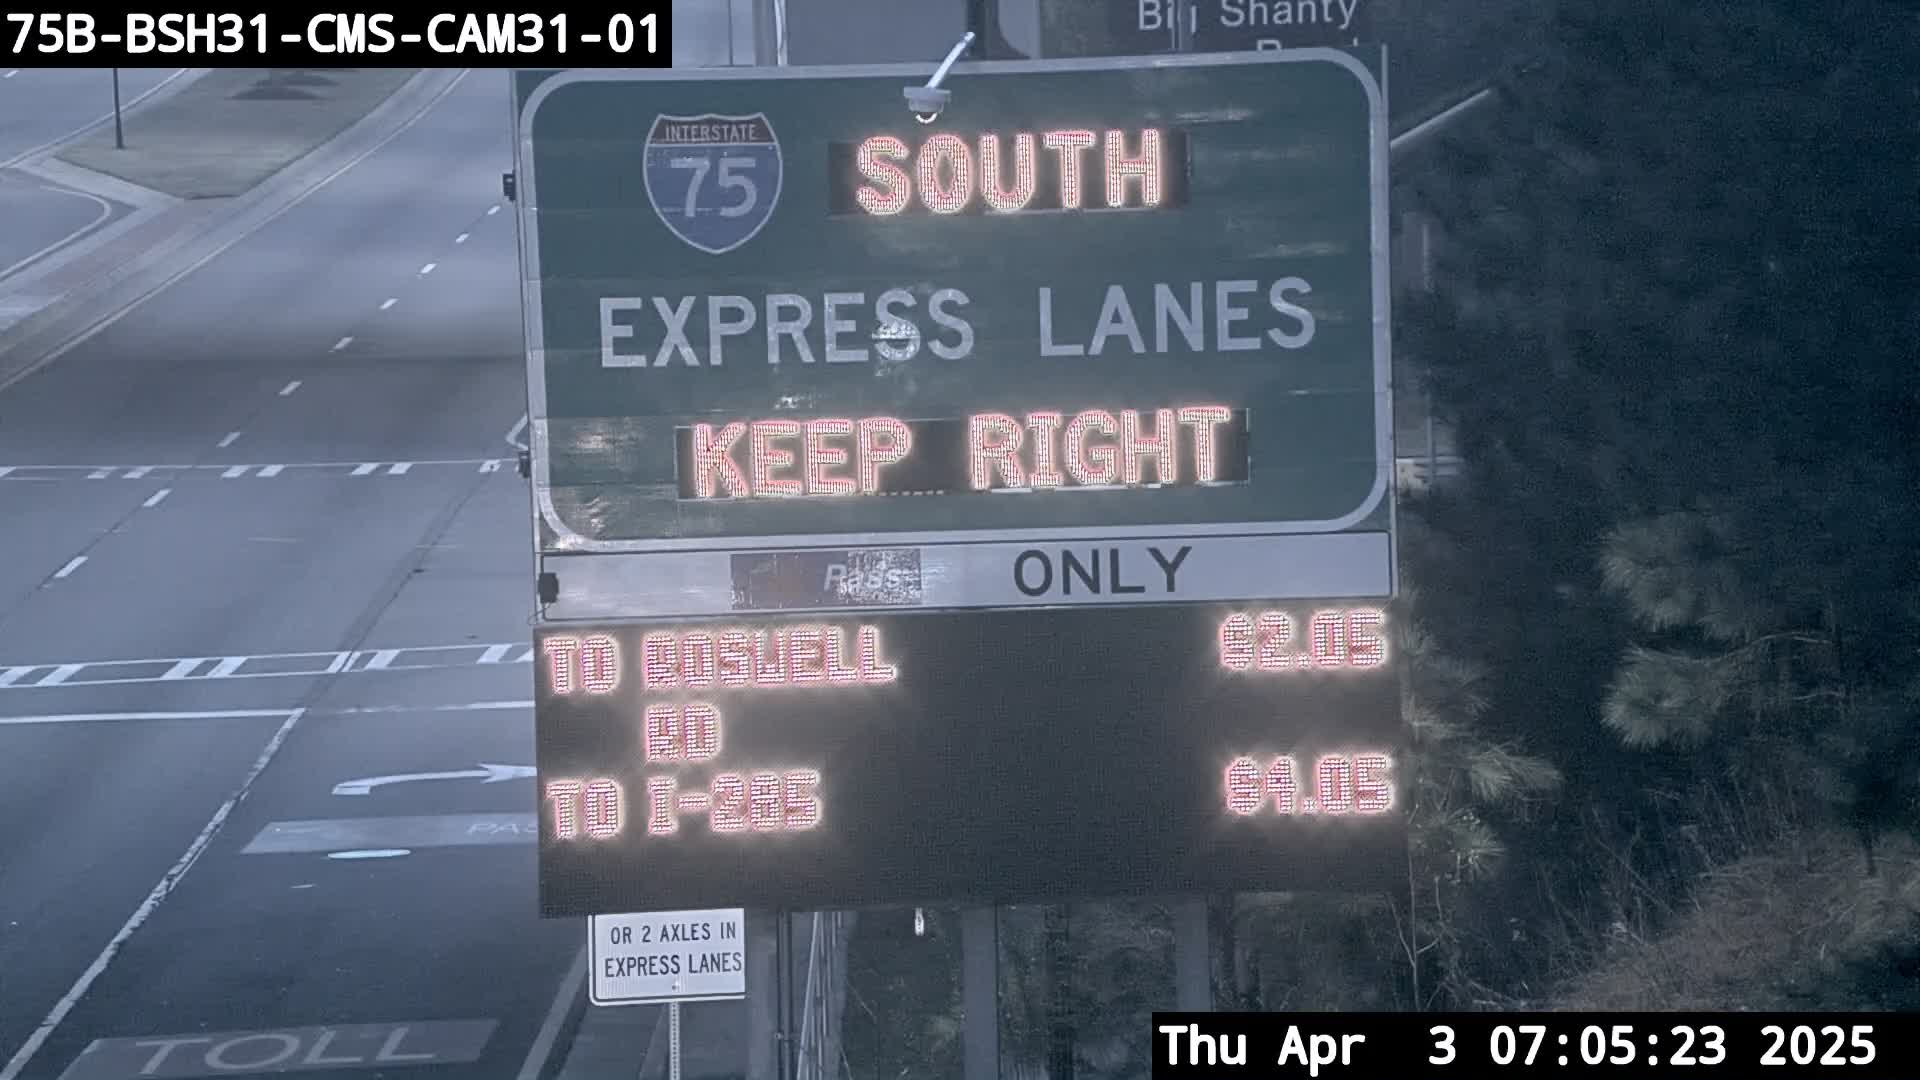 75B-BSH31-CMS-CAM31-01
Big Shanty
INTERSTATE
75
SOUTH
EXPRESS LANES
KEEP RIGHT
Pass
ONLY
TO ROSWELL $2.05
RD
TO I-285 $4.05
OR 2 AXLES IN
EXPRESS LANES
TOLL
Thu Apr 3 07:05:23 2025